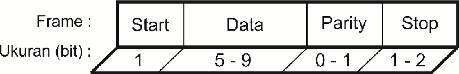 Frame : Start Data Parity Stop
Ukuran (bit) : 1 5 - 9 0 - 1 1 - 2